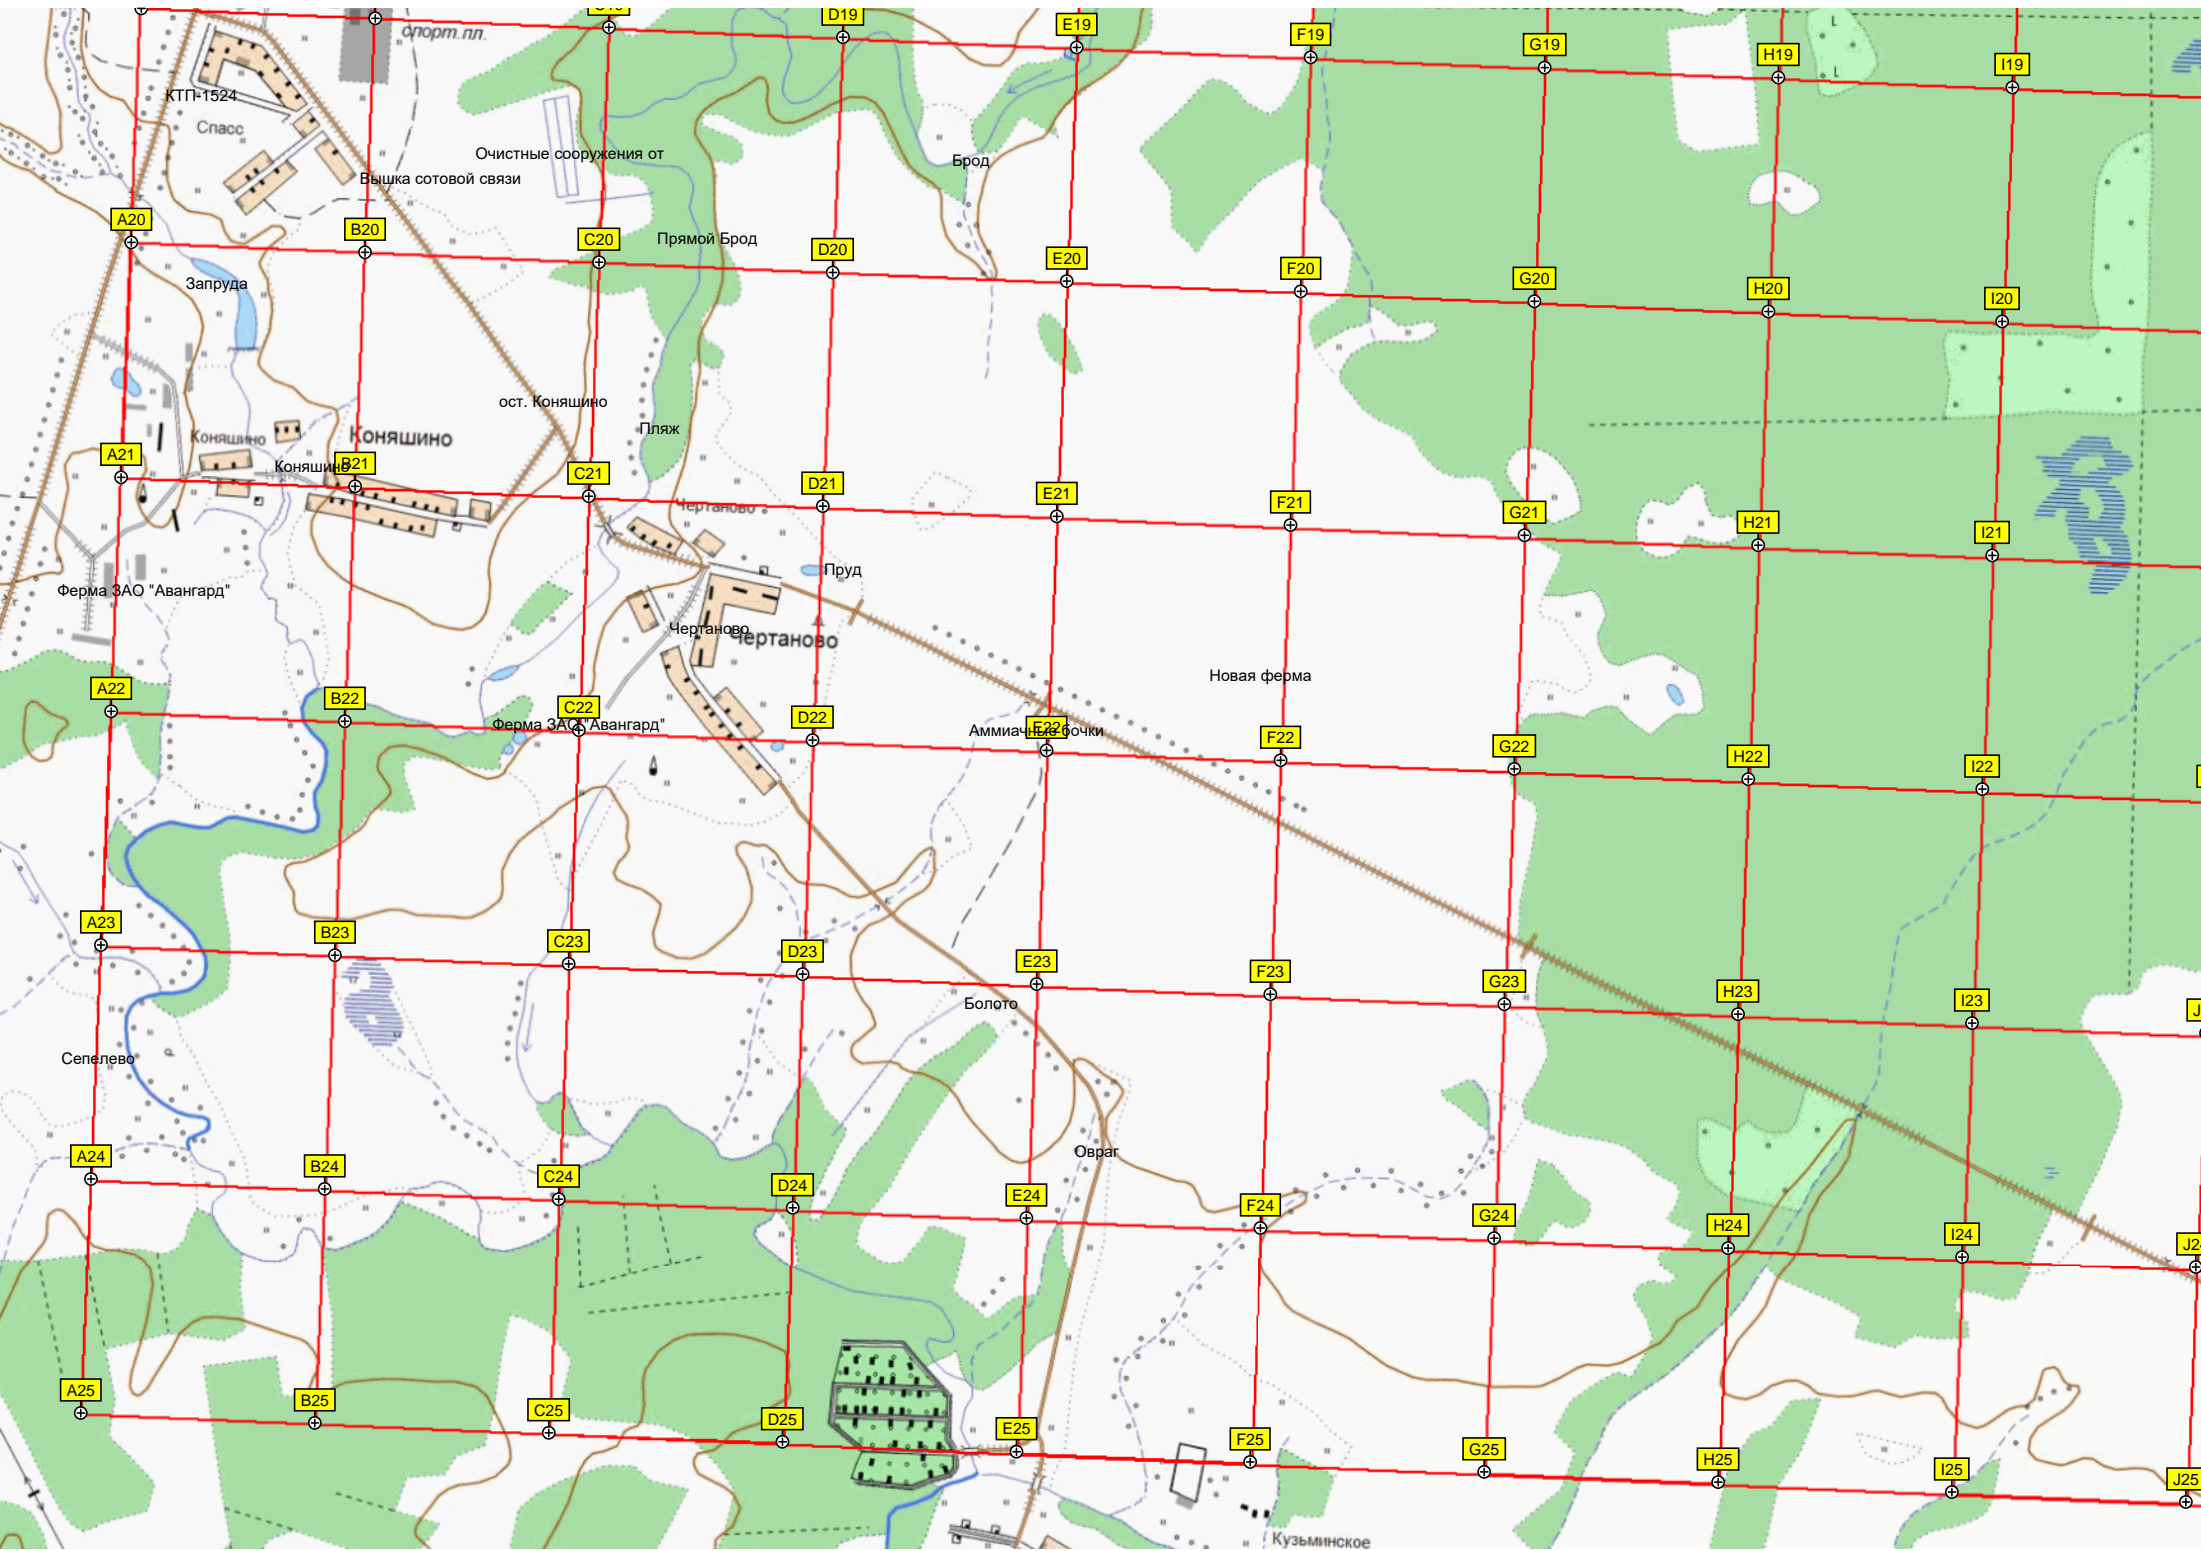 D19
E19
F19
G19
H19
I19
спорт.пл.
L
L
КТП-1524
Спасс
Очистные сооружения от
Вышка сотовой связи
Брод
A20
B20
C20
Прямой Брод
D20
E20
F20
G20
H20
I20
Запруда
ост. Коняшино
Пляж
Коняшино
Коняшино
Коняшино
A21
B21
C21
D21
E21
F21
G21
H21
I21
Чертаново
Пруд
Ферма ЗАО "Авангард"
Чертаново
Чертаново
Новая ферма
A22
B22
C22
Ферма ЗАО "Авангард"
D22
E22
Аммиачные бочки
F22
G22
H22
I22
A23
B23
C23
D23
E23
F23
G23
H23
I23
Болото
Сепелево
Овраг
A24
B24
C24
D24
E24
F24
G24
H24
I24
J24
A25
B25
C25
D25
E25
F25
G25
H25
I25
J25
Кузьминское